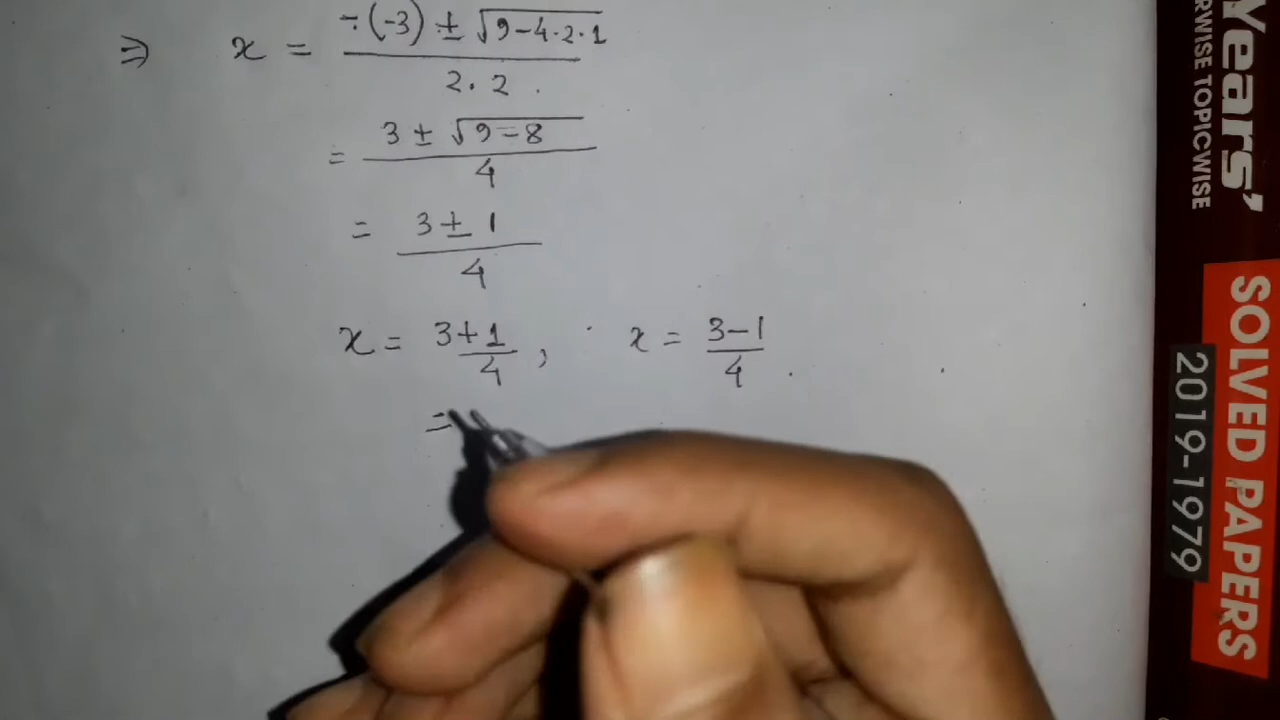 ⇒ x = -(-3) ± √9-4·2·1 / 2·2
= 3 ± √9-8 / 4
= 3 ± 1 / 4
x = 3+1 / 4 , x = 3-1 / 4 .
=
Years'
RWISE TOPICWISE
SOLVED PAPERS
2019-1979